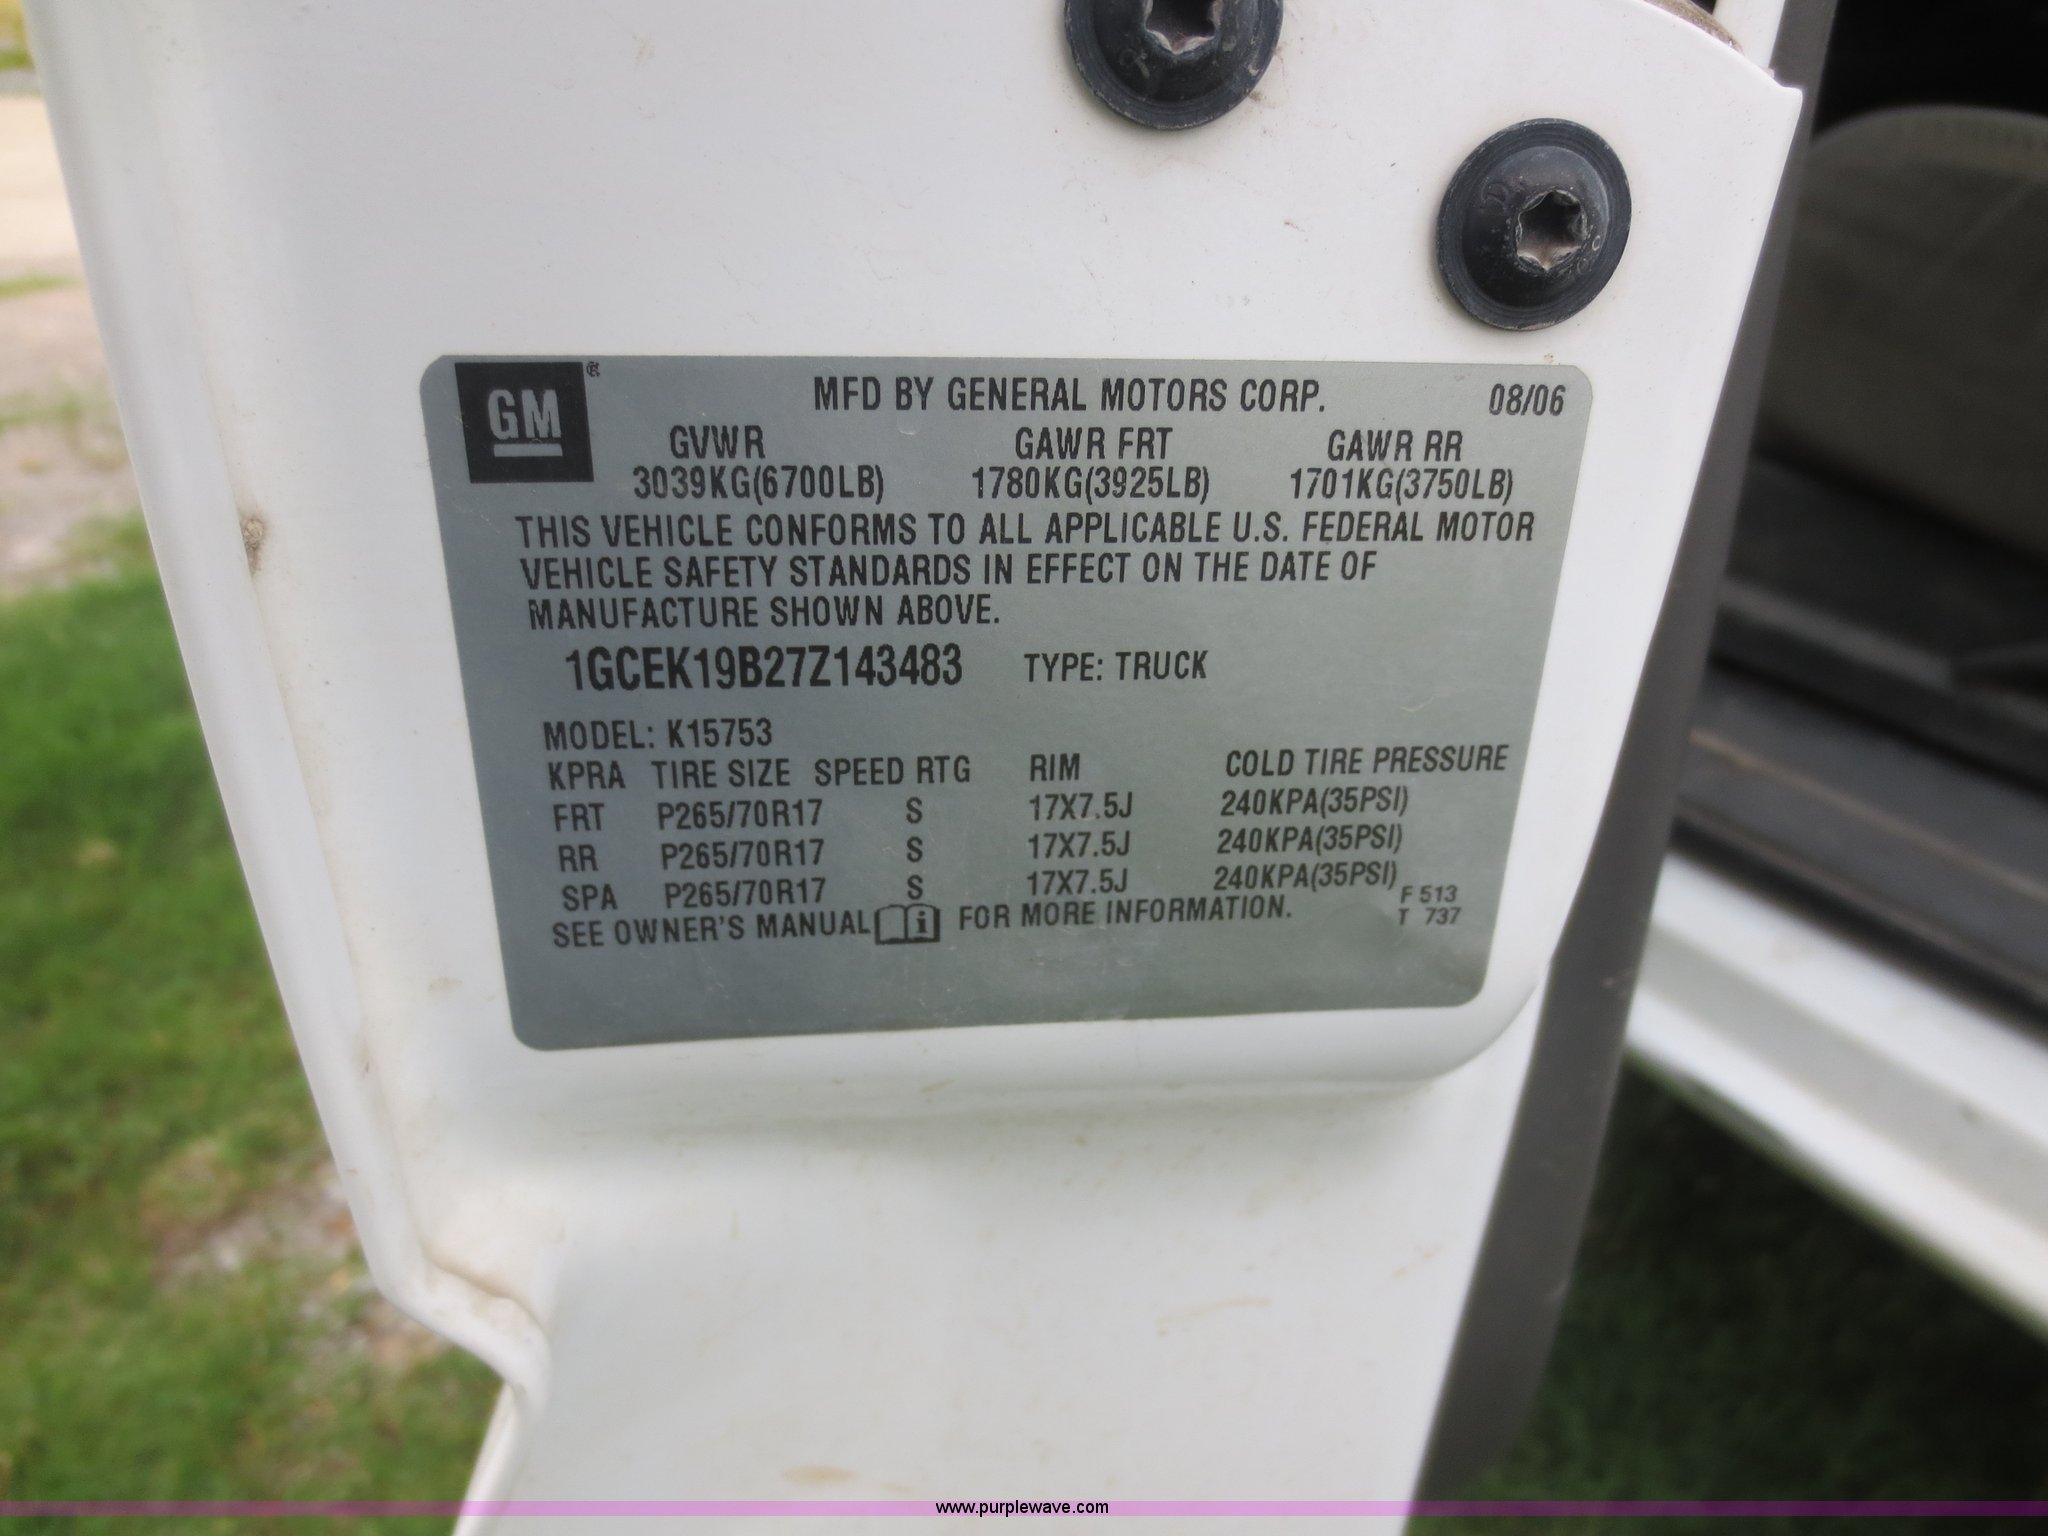 GM
MFD BY GENERAL MOTORS CORP. 08/06
GVWR GAWR FRT GAWR RR
3039KG(6700LB) 1780KG(3925LB) 1701KG(3750LB)
THIS VEHICLE CONFORMS TO ALL APPLICABLE U.S. FEDERAL MOTOR
VEHICLE SAFETY STANDARDS IN EFFECT ON THE DATE OF
MANUFACTURE SHOWN ABOVE.
1GCEK19B27Z143483 TYPE: TRUCK
MODEL: K15753
KPRA TIRE SIZE SPEED RTG RIM COLD TIRE PRESSURE
FRT P265/70R17 S 17X7.5J 240KPA(35PSI)
RR P265/70R17 S 17X7.5J 240KPA(35PSI)
SPA P265/70R17 S 17X7.5J 240KPA(35PSI)
F 513
SEE OWNER'S MANUAL i FOR MORE INFORMATION. T 737
www.purplewave.com